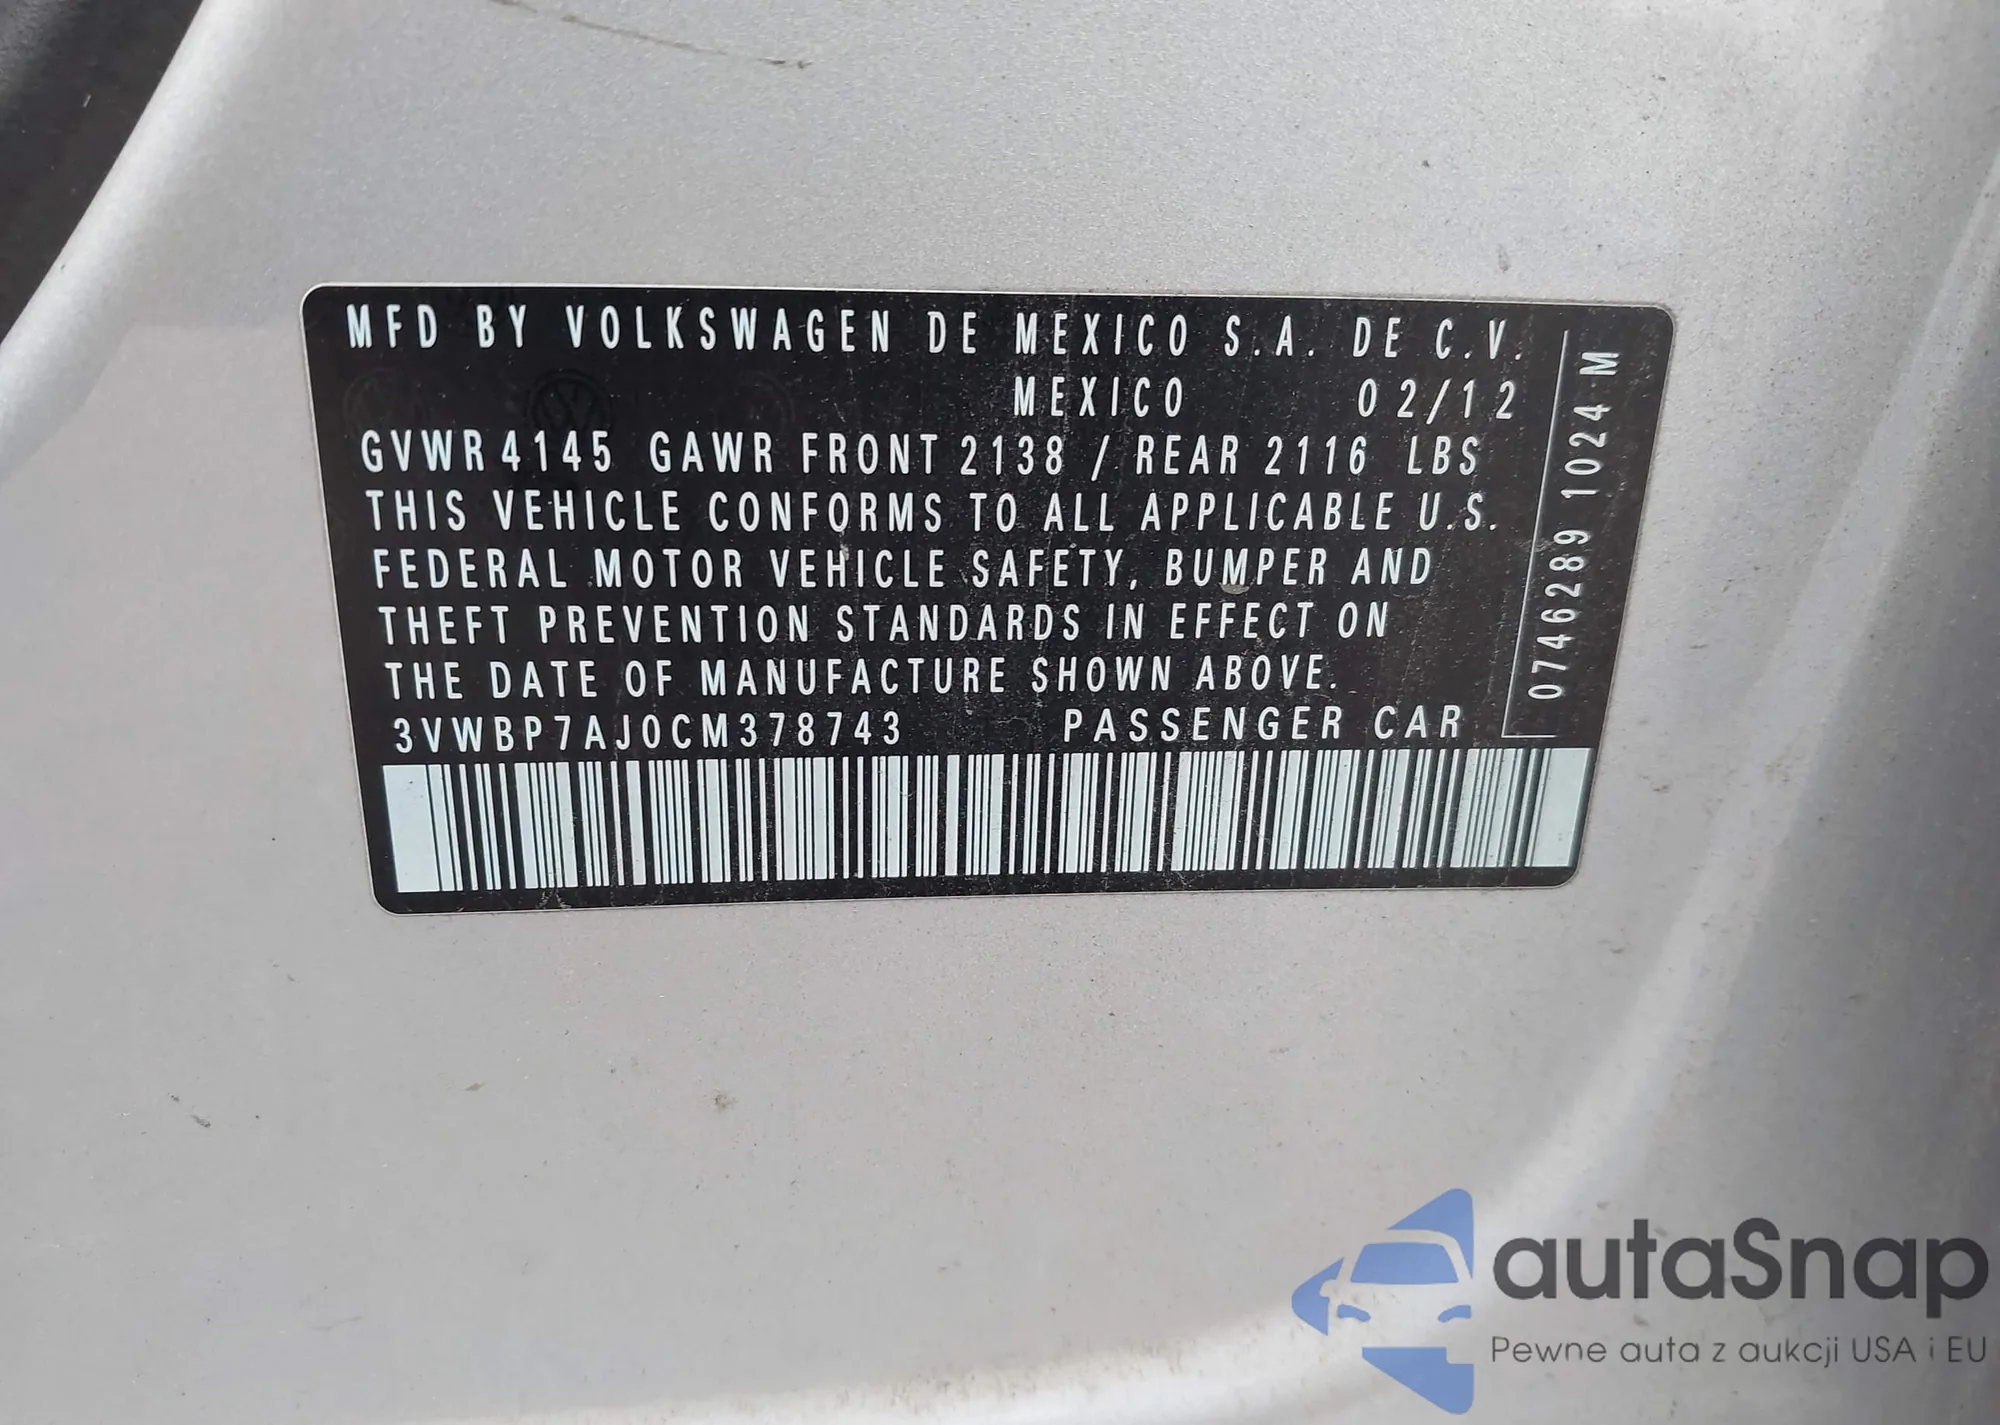 MFD BY VOLKSWAGEN DE MEXICO S.A. DE C.V.
MEXICO 02/12
GVWR 4145 GAWR FRONT 2138 / REAR 2116 LBS
THIS VEHICLE CONFORMS TO ALL APPLICABLE U.S.
FEDERAL MOTOR VEHICLE SAFETY, BUMPER AND
THEFT PREVENTION STANDARDS IN EFFECT ON
THE DATE OF MANUFACTURE SHOWN ABOVE.
3VWBP7AJ0CM378743 PASSENGER CAR
0746289 1024 M
autaSnap
Pewne auta z aukcji USA i EU